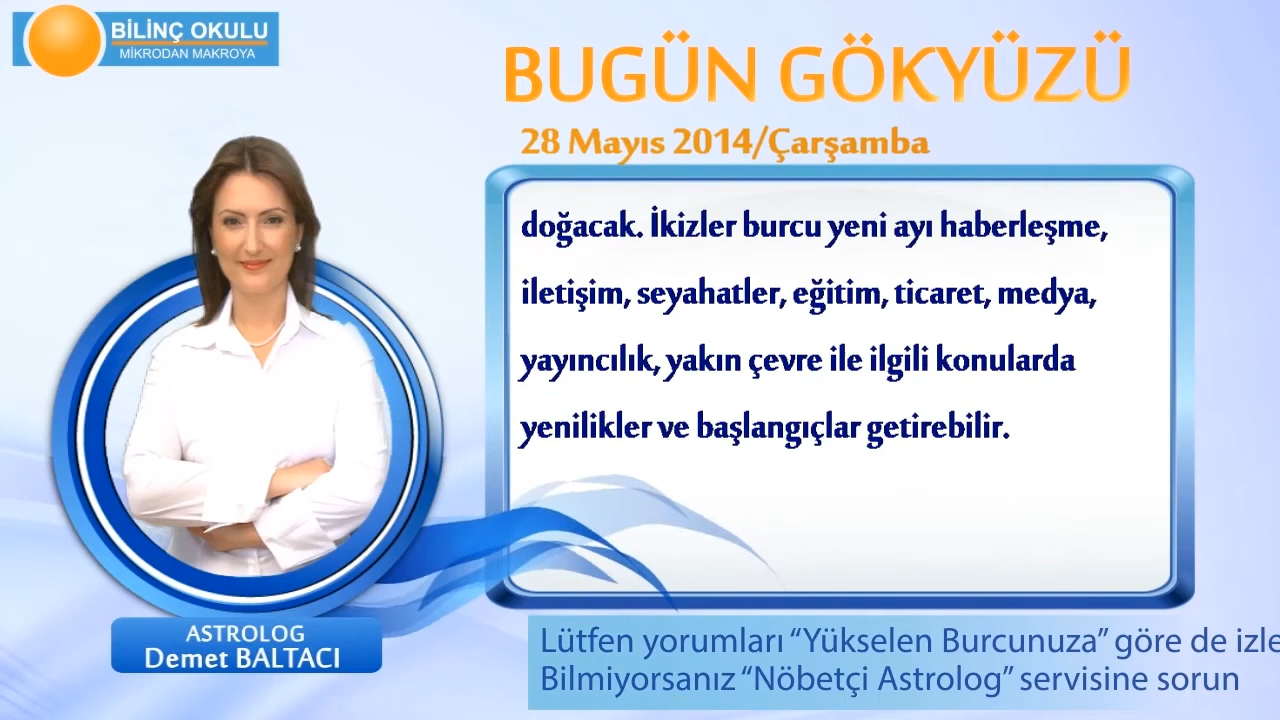 BİLİNÇ OKULU
MİKRODAN MAKROYA
BUGÜN GÖKYÜZÜ
28 Mayıs 2014/Çarşamba
doğacak. İkizler burcu yeni ayı haberleşme,
iletişim, seyahatler, eğitim, ticaret, medya,
yayıncılık, yakın çevre ile ilgili konularda
yenilikler ve başlangıçlar getirebilir.
ASTROLOG
Demet BALTACI
Lütfen yorumları “Yükselen Burcunuza” göre de izle
Bilmiyorsanız “Nöbetçi Astrolog” servisine sorun